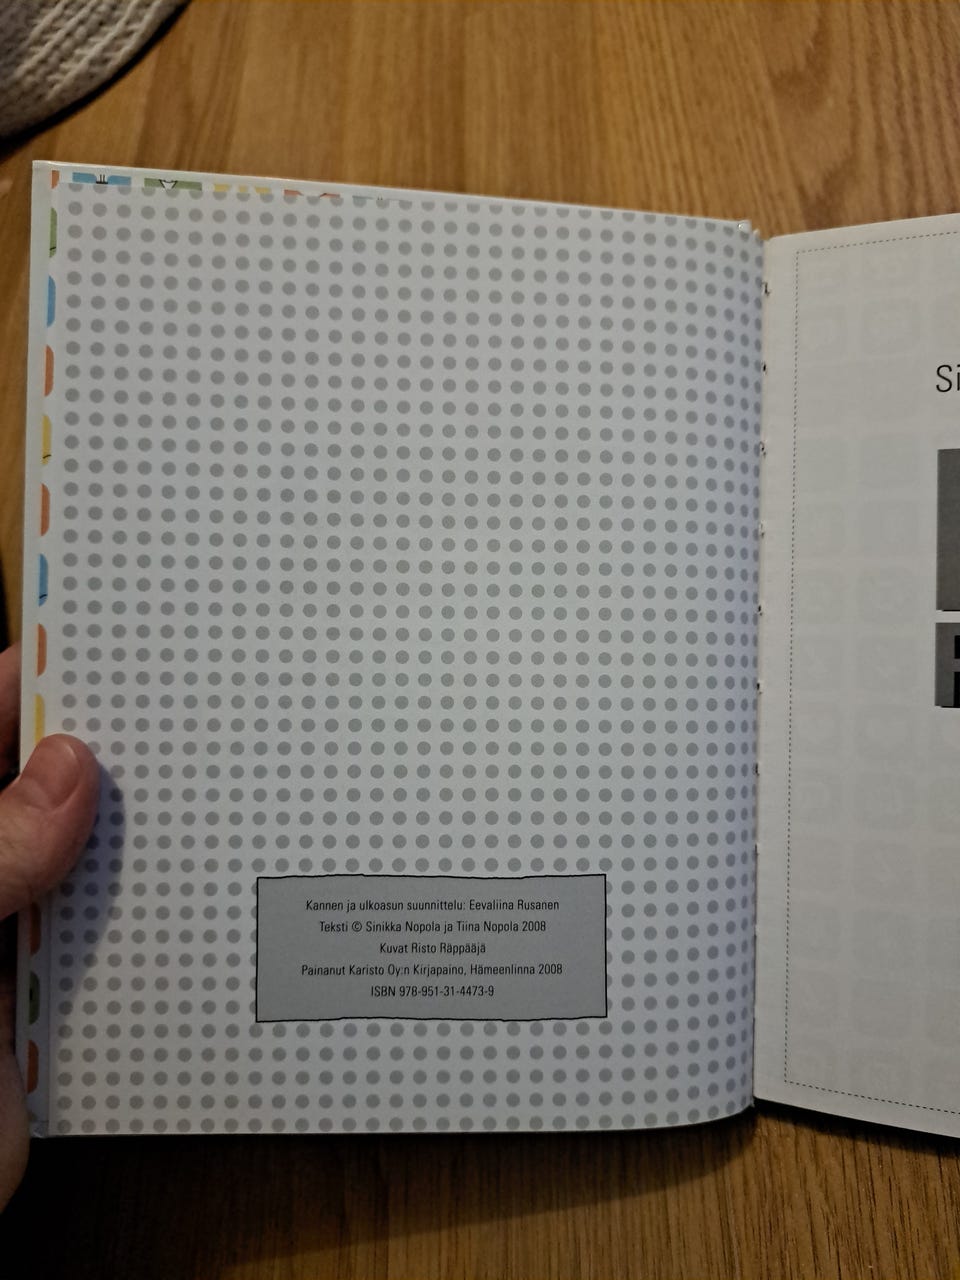 Kannen ja ulkoasun suunnittelu: Eevaliina Rusanen
Teksti © Sinikka Nopola ja Tiina Nopola 2008
Kuvat Risto Räppääjä
Painanut Karisto Oy:n Kirjapaino, Hämeenlinna 2008
ISBN 978-951-31-4473-9
Si